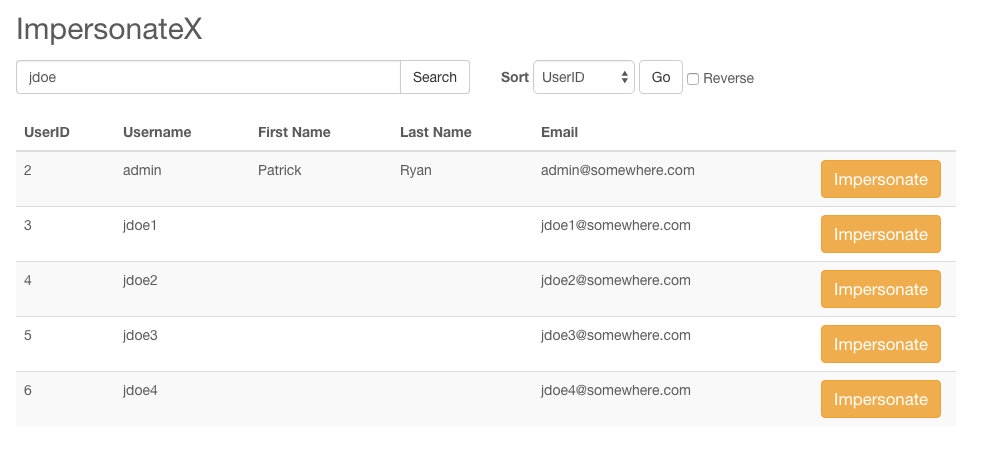 ImpersonateX
jdoe Search Sort UserID Go Reverse
UserID Username First Name Last Name Email
2 admin Patrick Ryan admin@somewhere.com Impersonate
3 jdoe1 jdoe1@somewhere.com Impersonate
4 jdoe2 jdoe2@somewhere.com Impersonate
5 jdoe3 jdoe3@somewhere.com Impersonate
6 jdoe4 jdoe4@somewhere.com Impersonate